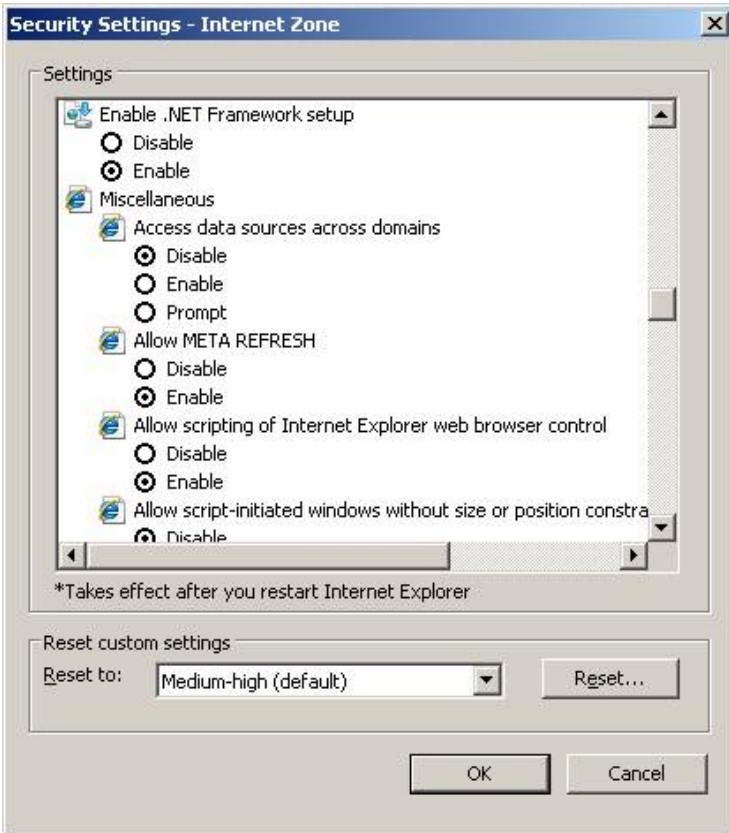 Security Settings - Internet Zone
Settings
Enable .NET Framework setup
Disable
Enable
Miscellaneous
Access data sources across domains
Disable
Enable
Prompt
Allow META REFRESH
Disable
Enable
Allow scripting of Internet Explorer web browser control
Disable
Enable
Allow script-initiated windows without size or position constra
Disable
*Takes effect after you restart Internet Explorer
Reset custom settings
Reset to: Medium-high (default) Reset...
OK Cancel